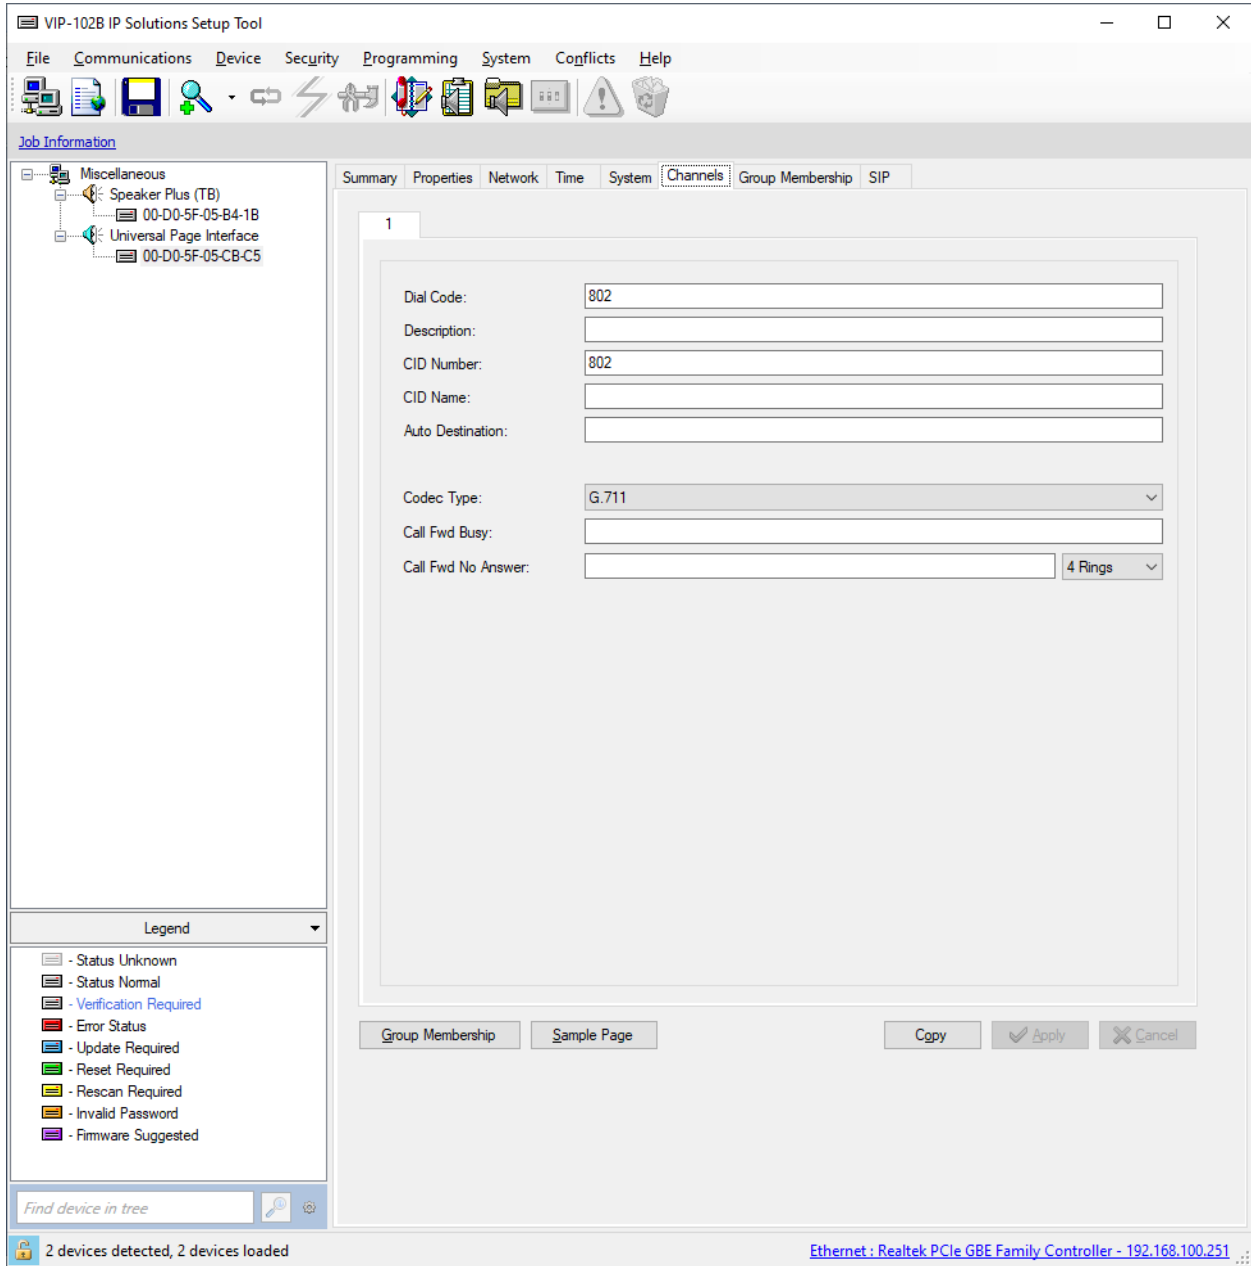 VIP-102B IP Solutions Setup Tool
File Communications Device Security Programming System Conflicts Help
Job Information
Miscellaneous
Speaker Plus (TB)
00-D0-5F-05-B4-1B
Universal Page Interface
00-D0-5F-05-CB-C5
Summary Properties Network Time System Channels Group Membership SIP
1
Dial Code: 802
Description:
CID Number: 802
CID Name:
Auto Destination:
Codec Type: G.711
Call Fwd Busy:
Call Fwd No Answer: 4 Rings
Group Membership Sample Page Copy Apply Cancel
Legend
- Status Unknown
- Status Normal
- Verification Required
- Error Status
- Update Required
- Reset Required
- Rescan Required
- Invalid Password
- Firmware Suggested
Find device in tree
2 devices detected, 2 devices loaded
Ethernet : Realtek PCIe GBE Family Controller - 192.168.100.251